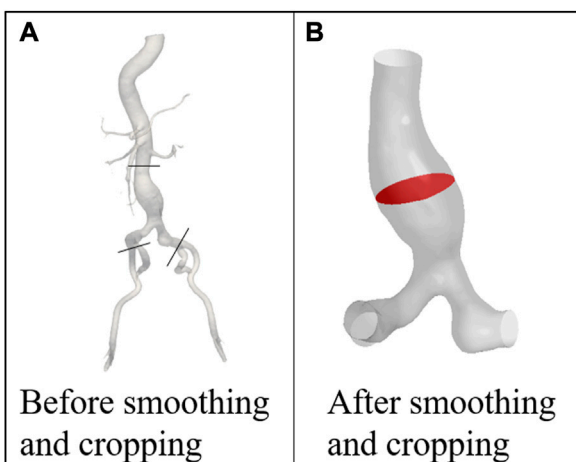 A
B
Before smoothing
and cropping
After smoothing
and cropping